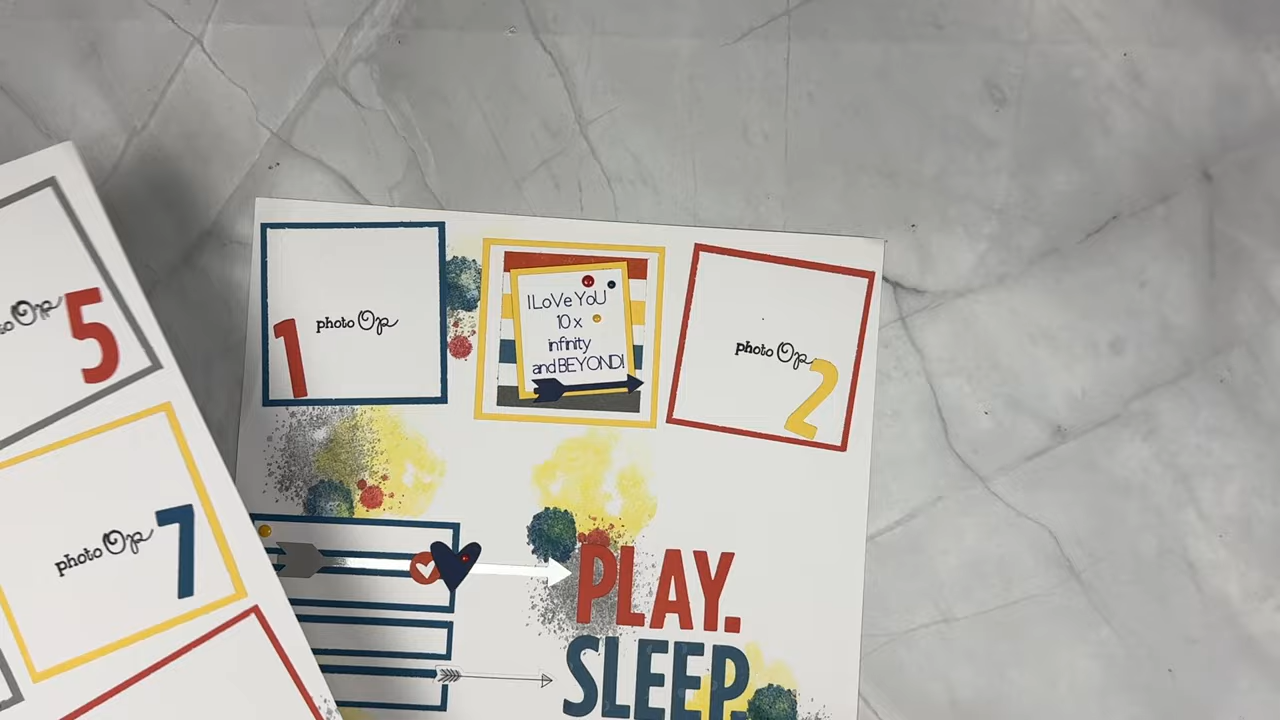 photo Op
5
photo Op
7
photo Op
1
I LoVe YoU
10 x
infinity
and BEYOND!
photo Op
2
PLAY.
SLEEP.